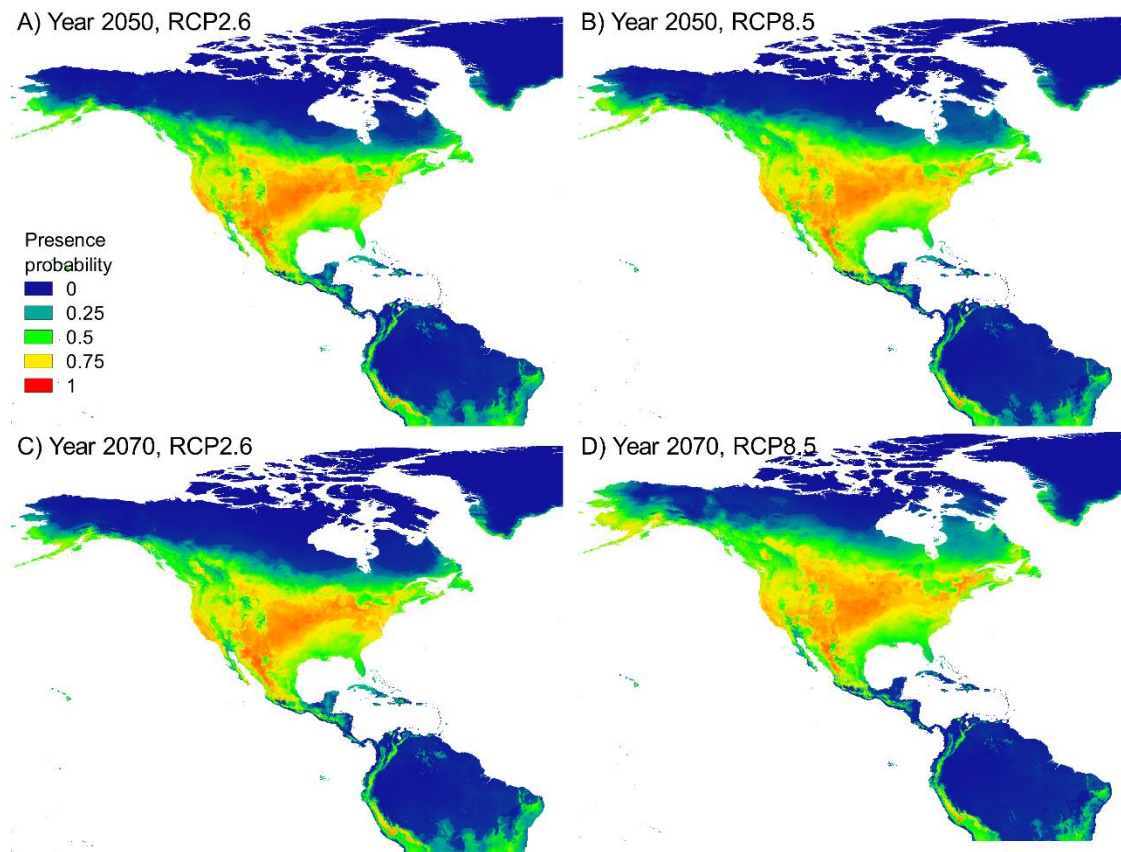 A) Year 2050, RCP2.6
B) Year 2050, RCP8.5
Presence
probability
0
0.25
0.5
0.75
1
C) Year 2070, RCP2.6
D) Year 2070, RCP8.5